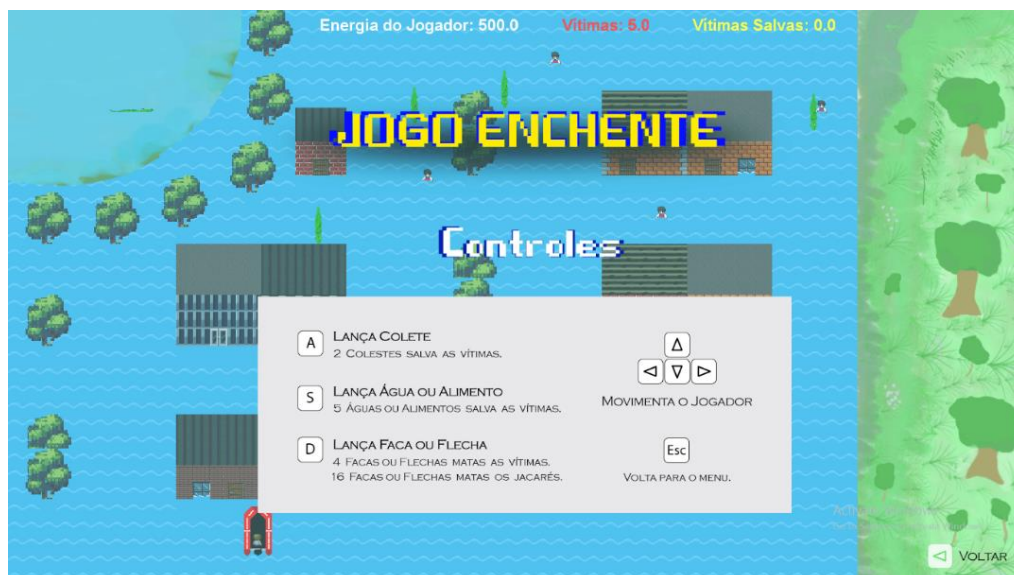 Energia do Jogador: 500.0 Vítimas: 5.0 Vítimas Salvas: 0.0
JOGO ENCHENTE
Controles
A LANÇA COLETE
2 COLESTES SALVA AS VÍTIMAS.
S LANÇA ÁGUA OU ALIMENTO
5 ÁGUAS OU ALIMENTOS SALVA AS VÍTIMAS.
D LANÇA FACA OU FLECHA
4 FACAS OU FLECHAS MATAS AS VÍTIMAS.
16 FACAS OU FLECHAS MATAS OS JACARÉS.
MOVIMENTA O JOGADOR
Esc
VOLTA PARA O MENU.
VOLTAR